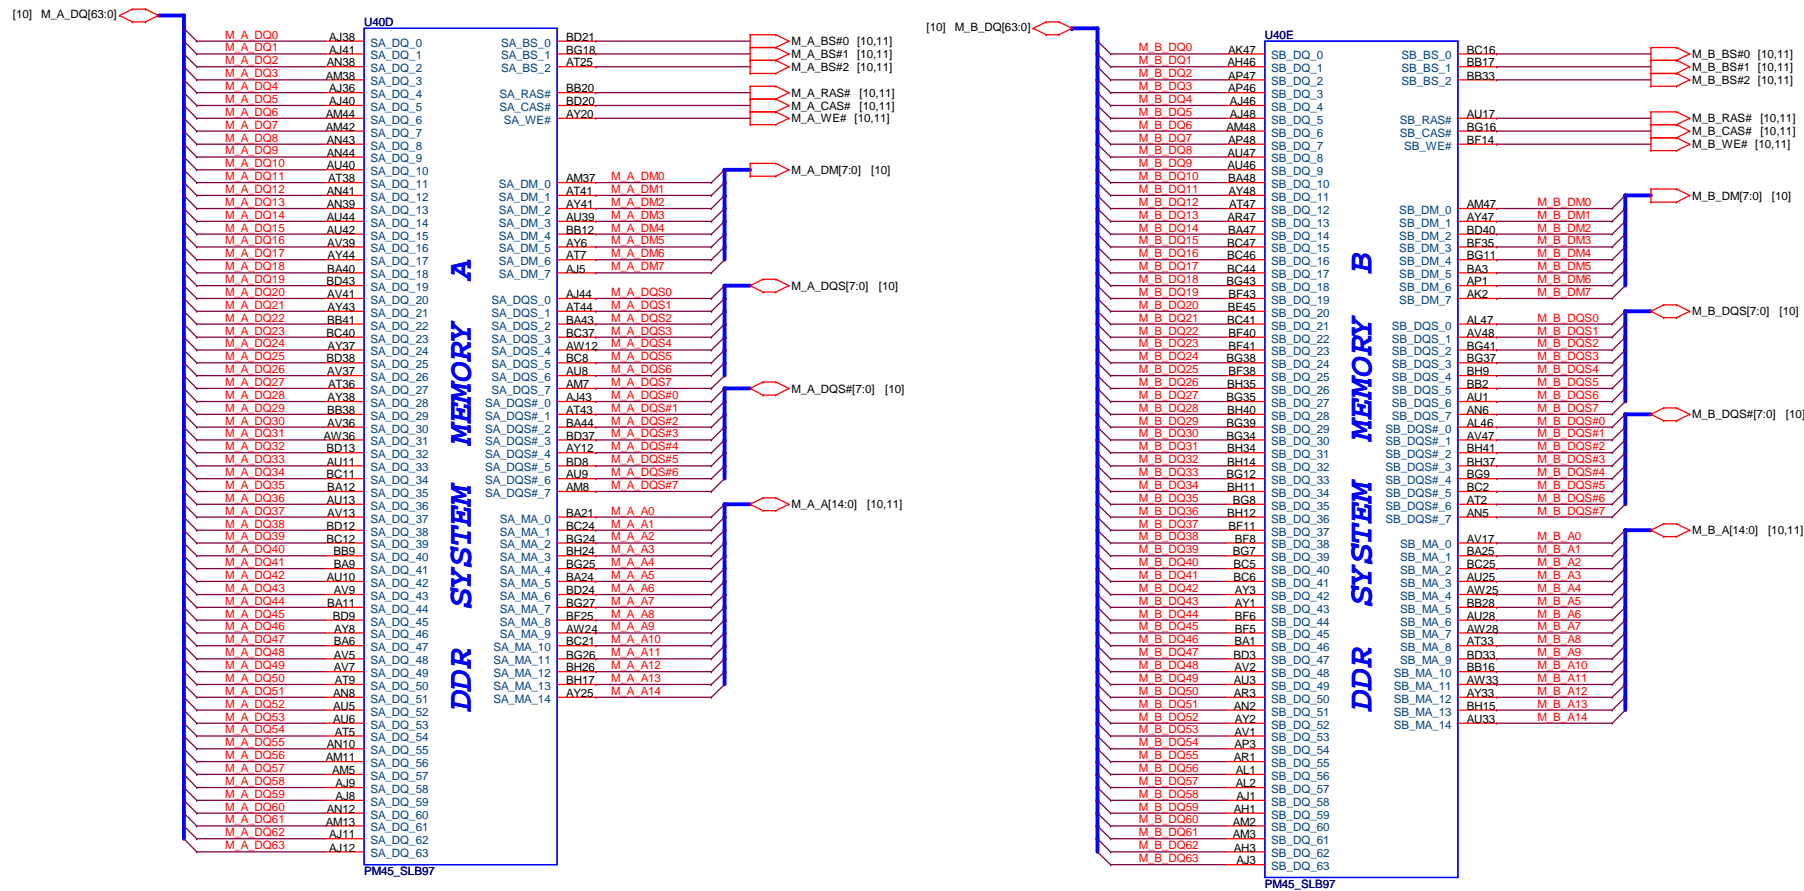 [10] M_A_DQ[63:0]
U40D
M_A_DQ0 AJ38 SA_DQ_0
M_A_DQ1 AJ41 SA_DQ_1
M_A_DQ2 AN38 SA_DQ_2
M_A_DQ3 AM38 SA_DQ_3
M_A_DQ4 AJ36 SA_DQ_4
M_A_DQ5 AJ40 SA_DQ_5
M_A_DQ6 AM44 SA_DQ_6
M_A_DQ7 AM42 SA_DQ_7
M_A_DQ8 AN43 SA_DQ_8
M_A_DQ9 AN44 SA_DQ_9
M_A_DQ10 AU40 SA_DQ_10
M_A_DQ11 AT38 SA_DQ_11
M_A_DQ12 AN41 SA_DQ_12
M_A_DQ13 AN39 SA_DQ_13
M_A_DQ14 AU44 SA_DQ_14
M_A_DQ15 AU42 SA_DQ_15
M_A_DQ16 AV39 SA_DQ_16
M_A_DQ17 AY44 SA_DQ_17
M_A_DQ18 BA40 SA_DQ_18
M_A_DQ19 BD43 SA_DQ_19
M_A_DQ20 AV41 SA_DQ_20
M_A_DQ21 AY43 SA_DQ_21
M_A_DQ22 BB41 SA_DQ_22
M_A_DQ23 BC40 SA_DQ_23
M_A_DQ24 AY37 SA_DQ_24
M_A_DQ25 BD38 SA_DQ_25
M_A_DQ26 AV37 SA_DQ_26
M_A_DQ27 AT36 SA_DQ_27
M_A_DQ28 AY38 SA_DQ_28
M_A_DQ29 BB38 SA_DQ_29
M_A_DQ30 AV36 SA_DQ_30
M_A_DQ31 AW36 SA_DQ_31
M_A_DQ32 BD13 SA_DQ_32
M_A_DQ33 AU11 SA_DQ_33
M_A_DQ34 BC11 SA_DQ_34
M_A_DQ35 BA12 SA_DQ_35
M_A_DQ36 AU13 SA_DQ_36
M_A_DQ37 AV13 SA_DQ_37
M_A_DQ38 BD12 SA_DQ_38
M_A_DQ39 BC12 SA_DQ_39
M_A_DQ40 BB9 SA_DQ_40
M_A_DQ41 BA9 SA_DQ_41
M_A_DQ42 AU10 SA_DQ_42
M_A_DQ43 AV9 SA_DQ_43
M_A_DQ44 BA11 SA_DQ_44
M_A_DQ45 BD9 SA_DQ_45
M_A_DQ46 AY8 SA_DQ_46
M_A_DQ47 BA6 SA_DQ_47
M_A_DQ48 AV5 SA_DQ_48
M_A_DQ49 AV7 SA_DQ_49
M_A_DQ50 AT9 SA_DQ_50
M_A_DQ51 AN8 SA_DQ_51
M_A_DQ52 AU5 SA_DQ_52
M_A_DQ53 AU6 SA_DQ_53
M_A_DQ54 AT5 SA_DQ_54
M_A_DQ55 AN10 SA_DQ_55
M_A_DQ56 AM11 SA_DQ_56
M_A_DQ57 AM5 SA_DQ_57
M_A_DQ58 AJ9 SA_DQ_58
M_A_DQ59 AJ8 SA_DQ_59
M_A_DQ60 AN12 SA_DQ_60
M_A_DQ61 AM13 SA_DQ_61
M_A_DQ62 AJ11 SA_DQ_62
M_A_DQ63 AJ12 SA_DQ_63
DDR SYSTEM MEMORY A
SA_BS_0 BD21 M_A_BS#0 [10,11]
SA_BS_1 BG18 M_A_BS#1 [10,11]
SA_BS_2 AT25 M_A_BS#2 [10,11]
SA_RAS# BB20 M_A_RAS# [10,11]
SA_CAS# BD20 M_A_CAS# [10,11]
SA_WE# AY20 M_A_WE# [10,11]
M_A_DM[7:0] [10]
SA_DM_0 AM37 M_A_DM0
SA_DM_1 AT41 M_A_DM1
SA_DM_2 AY41 M_A_DM2
SA_DM_3 AU39 M_A_DM3
SA_DM_4 BB12 M_A_DM4
SA_DM_5 AY6 M_A_DM5
SA_DM_6 AT7 M_A_DM6
SA_DM_7 AJ5 M_A_DM7
M_A_DQS[7:0] [10]
SA_DQS_0 AJ44 M_A_DQS0
SA_DQS_1 AT44 M_A_DQS1
SA_DQS_2 BA43 M_A_DQS2
SA_DQS_3 BC37 M_A_DQS3
SA_DQS_4 AW12 M_A_DQS4
SA_DQS_5 BC8 M_A_DQS5
SA_DQS_6 AU8 M_A_DQS6
SA_DQS_7 AM7 M_A_DQS7
M_A_DQS#[7:0] [10]
SA_DQS#_0 AJ43 M_A_DQS#0
SA_DQS#_1 AT43 M_A_DQS#1
SA_DQS#_2 BA44 M_A_DQS#2
SA_DQS#_3 BD37 M_A_DQS#3
SA_DQS#_4 AY12 M_A_DQS#4
SA_DQS#_5 BD8 M_A_DQS#5
SA_DQS#_6 AU9 M_A_DQS#6
SA_DQS#_7 AM8 M_A_DQS#7
M_A_A[14:0] [10,11]
SA_MA_0 BA21 M_A_A0
SA_MA_1 BC24 M_A_A1
SA_MA_2 BG24 M_A_A2
SA_MA_3 BH24 M_A_A3
SA_MA_4 BG25 M_A_A4
SA_MA_5 BA24 M_A_A5
SA_MA_6 BD24 M_A_A6
SA_MA_7 BG27 M_A_A7
SA_MA_8 BF25 M_A_A8
SA_MA_9 AW24 M_A_A9
SA_MA_10 BC21 M_A_A10
SA_MA_11 BG26 M_A_A11
SA_MA_12 BH26 M_A_A12
SA_MA_13 BH17 M_A_A13
SA_MA_14 AY25 M_A_A14
PM45_SLB97
[10] M_B_DQ[63:0]
U40E
M_B_DQ0 AK47 SB_DQ_0
M_B_DQ1 AH46 SB_DQ_1
M_B_DQ2 AP47 SB_DQ_2
M_B_DQ3 AP46 SB_DQ_3
M_B_DQ4 AJ46 SB_DQ_4
M_B_DQ5 AJ48 SB_DQ_5
M_B_DQ6 AM48 SB_DQ_6
M_B_DQ7 AP48 SB_DQ_7
M_B_DQ8 AU47 SB_DQ_8
M_B_DQ9 AU46 SB_DQ_9
M_B_DQ10 BA48 SB_DQ_10
M_B_DQ11 AY48 SB_DQ_11
M_B_DQ12 AT47 SB_DQ_12
M_B_DQ13 AR47 SB_DQ_13
M_B_DQ14 BA47 SB_DQ_14
M_B_DQ15 BC47 SB_DQ_15
M_B_DQ16 BC46 SB_DQ_16
M_B_DQ17 BC44 SB_DQ_17
M_B_DQ18 BG43 SB_DQ_18
M_B_DQ19 BF43 SB_DQ_19
M_B_DQ20 BE45 SB_DQ_20
M_B_DQ21 BC41 SB_DQ_21
M_B_DQ22 BF40 SB_DQ_22
M_B_DQ23 BF41 SB_DQ_23
M_B_DQ24 BG38 SB_DQ_24
M_B_DQ25 BF38 SB_DQ_25
M_B_DQ26 BH35 SB_DQ_26
M_B_DQ27 BG35 SB_DQ_27
M_B_DQ28 BH40 SB_DQ_28
M_B_DQ29 BG39 SB_DQ_29
M_B_DQ30 BG34 SB_DQ_30
M_B_DQ31 BH34 SB_DQ_31
M_B_DQ32 BH14 SB_DQ_32
M_B_DQ33 BG12 SB_DQ_33
M_B_DQ34 BH11 SB_DQ_34
M_B_DQ35 BG8 SB_DQ_35
M_B_DQ36 BH12 SB_DQ_36
M_B_DQ37 BF11 SB_DQ_37
M_B_DQ38 BF8 SB_DQ_38
M_B_DQ39 BG7 SB_DQ_39
M_B_DQ40 BC5 SB_DQ_40
M_B_DQ41 BC6 SB_DQ_41
M_B_DQ42 AY3 SB_DQ_42
M_B_DQ43 AY1 SB_DQ_43
M_B_DQ44 BF6 SB_DQ_44
M_B_DQ45 BF5 SB_DQ_45
M_B_DQ46 BA1 SB_DQ_46
M_B_DQ47 BD3 SB_DQ_47
M_B_DQ48 AV2 SB_DQ_48
M_B_DQ49 AU3 SB_DQ_49
M_B_DQ50 AR3 SB_DQ_50
M_B_DQ51 AN2 SB_DQ_51
M_B_DQ52 AY2 SB_DQ_52
M_B_DQ53 AV1 SB_DQ_53
M_B_DQ54 AP3 SB_DQ_54
M_B_DQ55 AR1 SB_DQ_55
M_B_DQ56 AL1 SB_DQ_56
M_B_DQ57 AL2 SB_DQ_57
M_B_DQ58 AJ1 SB_DQ_58
M_B_DQ59 AH1 SB_DQ_59
M_B_DQ60 AM2 SB_DQ_60
M_B_DQ61 AM3 SB_DQ_61
M_B_DQ62 AH3 SB_DQ_62
M_B_DQ63 AJ3 SB_DQ_63
DDR SYSTEM MEMORY B
SB_BS_0 BC16 M_B_BS#0 [10,11]
SB_BS_1 BB17 M_B_BS#1 [10,11]
SB_BS_2 BB33 M_B_BS#2 [10,11]
SB_RAS# AU17 M_B_RAS# [10,11]
SB_CAS# BG16 M_B_CAS# [10,11]
SB_WE# BF14 M_B_WE# [10,11]
M_B_DM[7:0] [10]
SB_DM_0 AM47 M_B_DM0
SB_DM_1 AY47 M_B_DM1
SB_DM_2 BD40 M_B_DM2
SB_DM_3 BF35 M_B_DM3
SB_DM_4 BG11 M_B_DM4
SB_DM_5 BA3 M_B_DM5
SB_DM_6 AP1 M_B_DM6
SB_DM_7 AK2 M_B_DM7
M_B_DQS[7:0] [10]
SB_DQS_0 AL47 M_B_DQS0
SB_DQS_1 AV48 M_B_DQS1
SB_DQS_2 BG41 M_B_DQS2
SB_DQS_3 BG37 M_B_DQS3
SB_DQS_4 BH9 M_B_DQS4
SB_DQS_5 BB2 M_B_DQS5
SB_DQS_6 AU1 M_B_DQS6
SB_DQS_7 AN6 M_B_DQS7
M_B_DQS#[7:0] [10]
SB_DQS#_0 AL46 M_B_DQS#0
SB_DQS#_1 AV47 M_B_DQS#1
SB_DQS#_2 BH41 M_B_DQS#2
SB_DQS#_3 BH37 M_B_DQS#3
SB_DQS#_4 BG9 M_B_DQS#4
SB_DQS#_5 BC2 M_B_DQS#5
SB_DQS#_6 AT2 M_B_DQS#6
SB_DQS#_7 AN5 M_B_DQS#7
M_B_A[14:0] [10,11]
SB_MA_0 AV17 M_B_A0
SB_MA_1 BA25 M_B_A1
SB_MA_2 BC25 M_B_A2
SB_MA_3 AU25 M_B_A3
SB_MA_4 AW25 M_B_A4
SB_MA_5 BB28 M_B_A5
SB_MA_6 AU28 M_B_A6
SB_MA_7 AW28 M_B_A7
SB_MA_8 AT33 M_B_A8
SB_MA_9 BD33 M_B_A9
SB_MA_10 BB16 M_B_A10
SB_MA_11 AW33 M_B_A11
SB_MA_12 AY33 M_B_A12
SB_MA_13 BH15 M_B_A13
SB_MA_14 AU33 M_B_A14
PM45_SLB97